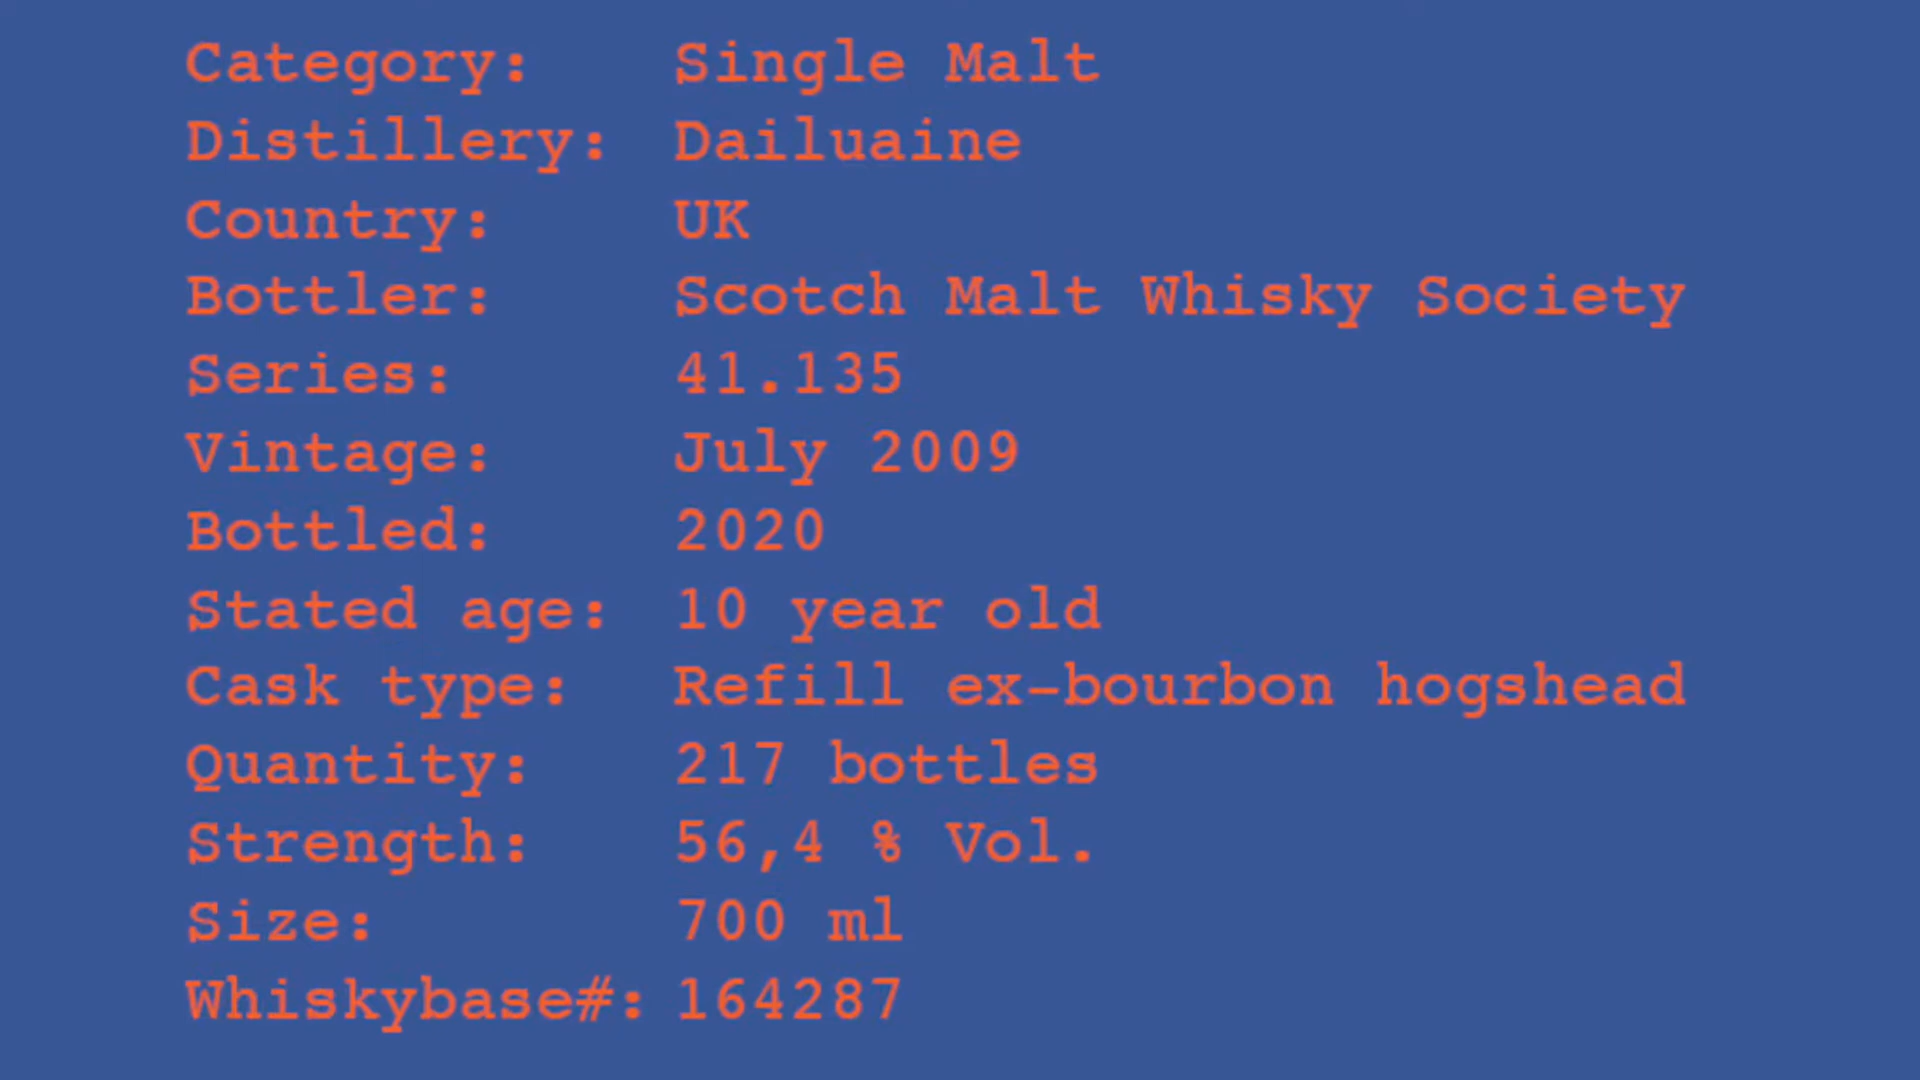 Category: Single Malt
Distillery: Dailuaine
Country: UK
Bottler: Scotch Malt Whisky Society
Series: 41.135
Vintage: July 2009
Bottled: 2020
Stated age: 10 year old
Cask type: Refill ex-bourbon hogshead
Quantity: 217 bottles
Strength: 56,4 % Vol.
Size: 700 ml
Whiskybase#: 164287